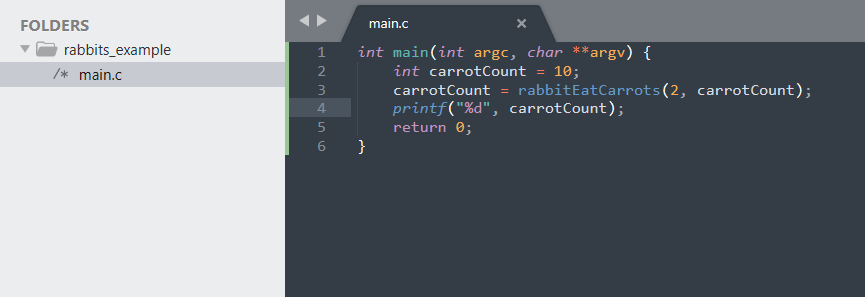 FOLDERS
rabbits_example
/* main.c
main.c
1 int main(int argc, char **argv) {
2     int carrotCount = 10;
3     carrotCount = rabbitEatCarrots(2, carrotCount);
4     printf("%d", carrotCount);
5     return 0;
6 }